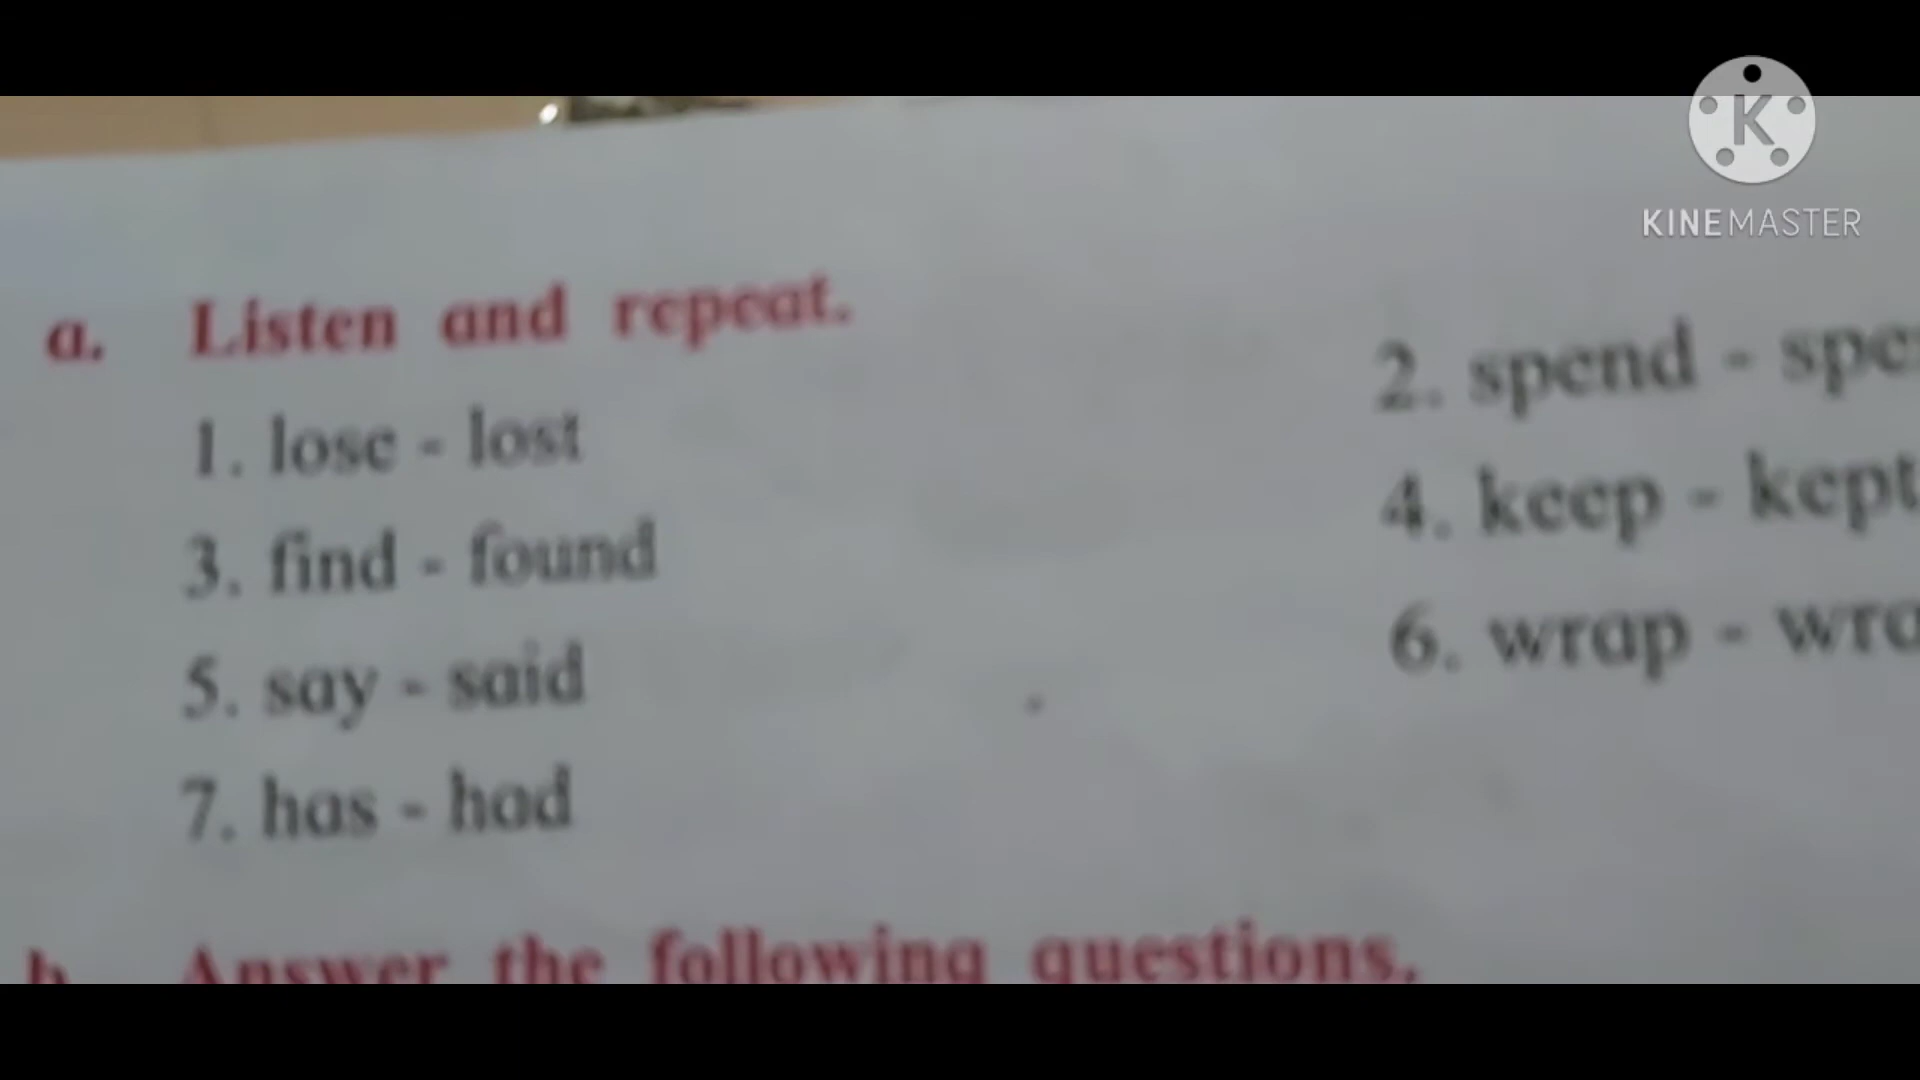 K
KINEMASTER
a. Listen and repeat.
1. lose - lost
2. spend -
3. find - found
4. keep - kept
5. say - said
6. wrap -
7. has - had
b. Answer the following questions.